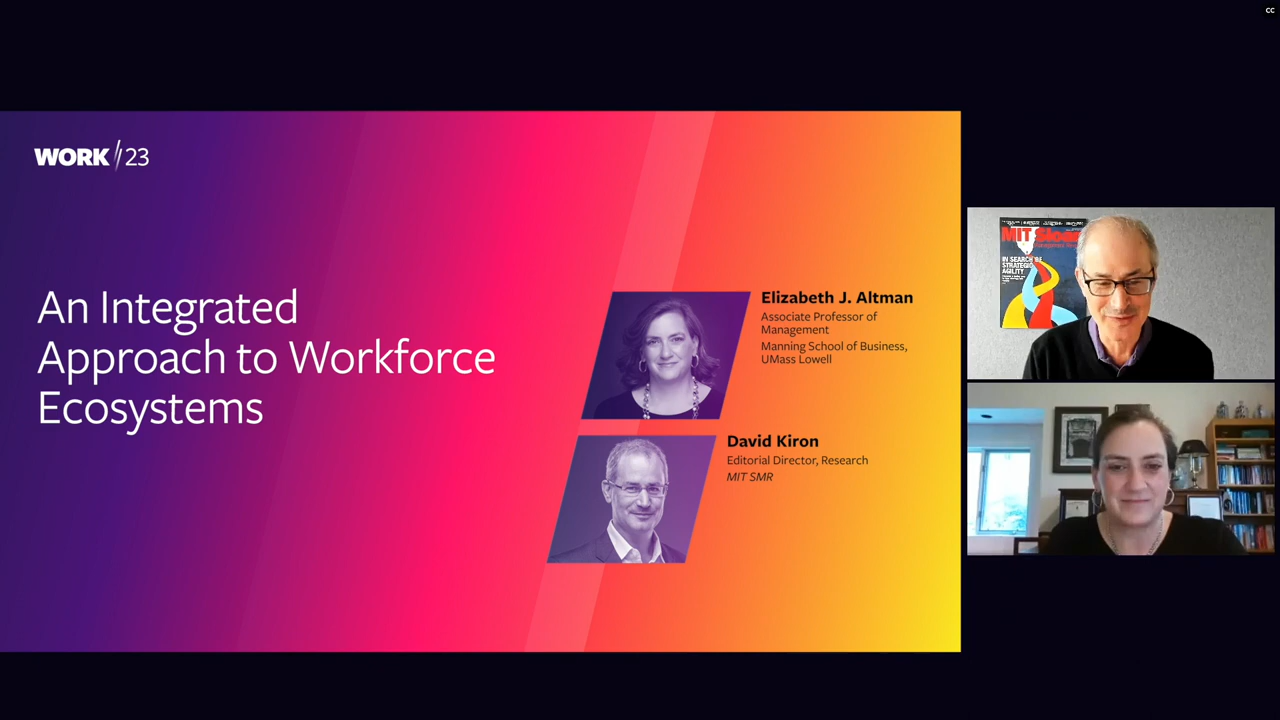 CC
WORK/23
An Integrated
Approach to Workforce
Ecosystems
Elizabeth J. Altman
Associate Professor of
Management
Manning School of Business,
UMass Lowell
David Kiron
Editorial Director, Research
MIT SMR
MIT Sloan
IN SEARCH OF
STRATEGIC
AGILITY